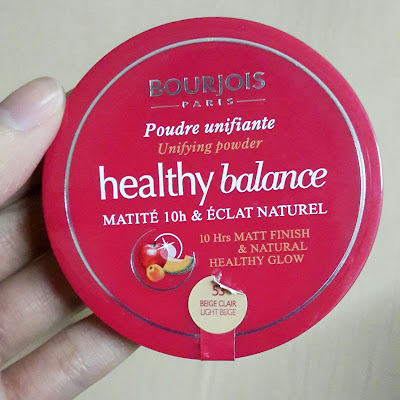 BOURJOIS
PARIS
Poudre unifiante
Unifying powder
healthy balance
MATITÉ 10h & ÉCLAT NATUREL
10 HRS MATT FINISH
& NATURAL
HEALTHY GLOW
BEIGE CLAIR
LIGHT BEIGE